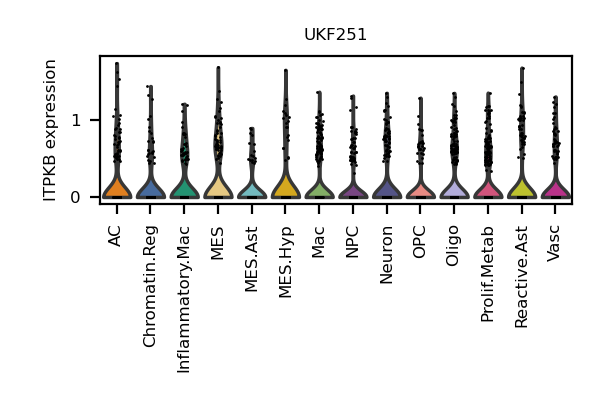 UKF251
ITPKB expression
1
0
AC
Chromatin.Reg
Inflammatory.Mac
MES
MES.Ast
MES.Hyp
Mac
NPC
Neuron
OPC
Oligo
Prolif.Metab
Reactive.Ast
Vasc